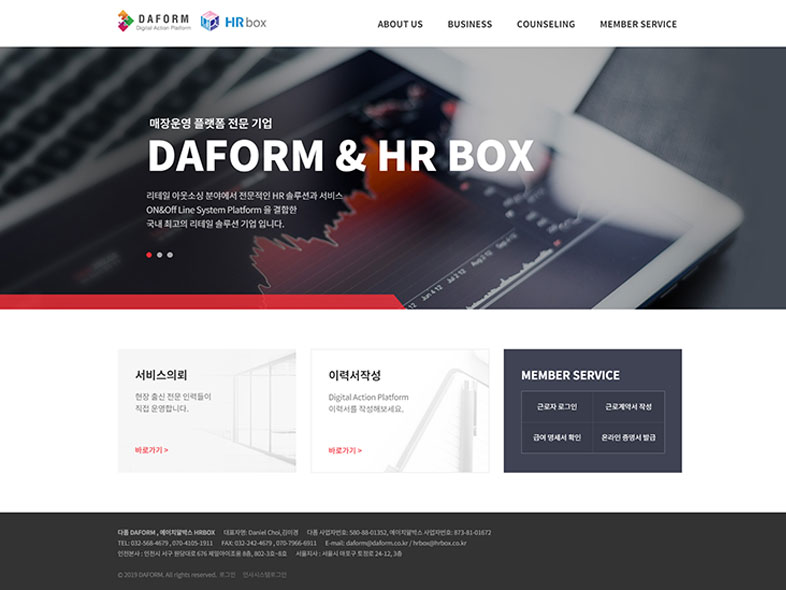 DAFORM
Digital Action Platform
HR box
ABOUT US
BUSINESS
COUNSELING
MEMBER SERVICE
매장운영 플랫폼 전문 기업
DAFORM & HR BOX
리테일 아웃소싱 분야에서 전문적인 HR 솔루션과 서비스
ON&Off Line System Platform 을 결합한
국내 최고의 리테일 솔루션 기업 입니다.
서비스의뢰
현장 출신 전문 인력들이
직접 운영합니다.
바로가기 >
이력서작성
Digital Action Platform
이력서를 작성해보세요.
바로가기 >
MEMBER SERVICE
근로자 로그인
근로계약서 작성
급여 명세서 확인
온라인 증명서 발급
다폼 DAFORM , 에이치알박스 HRBOX 대표자명: Daniel Choi,김미경 다폼 사업자번호: 580-88-01352, 에이치알박스 사업자번호: 873-81-01672
TEL: 032-568-4679 , 070-4105-1911 FAX: 032-242-4679 , 070-7966-6911 E-mail: daform@daform.co.kr / hrbox@hrbox.co.kr
인천본사 : 인천시 서구 원당대로 676 제일아이조움 8층, 802-3호~8호 서울지사 : 서울시 마포구 토정로 24-12, 3층
© 2019 DAFORM. All rights reserved. 로그인 인사시스템로그인